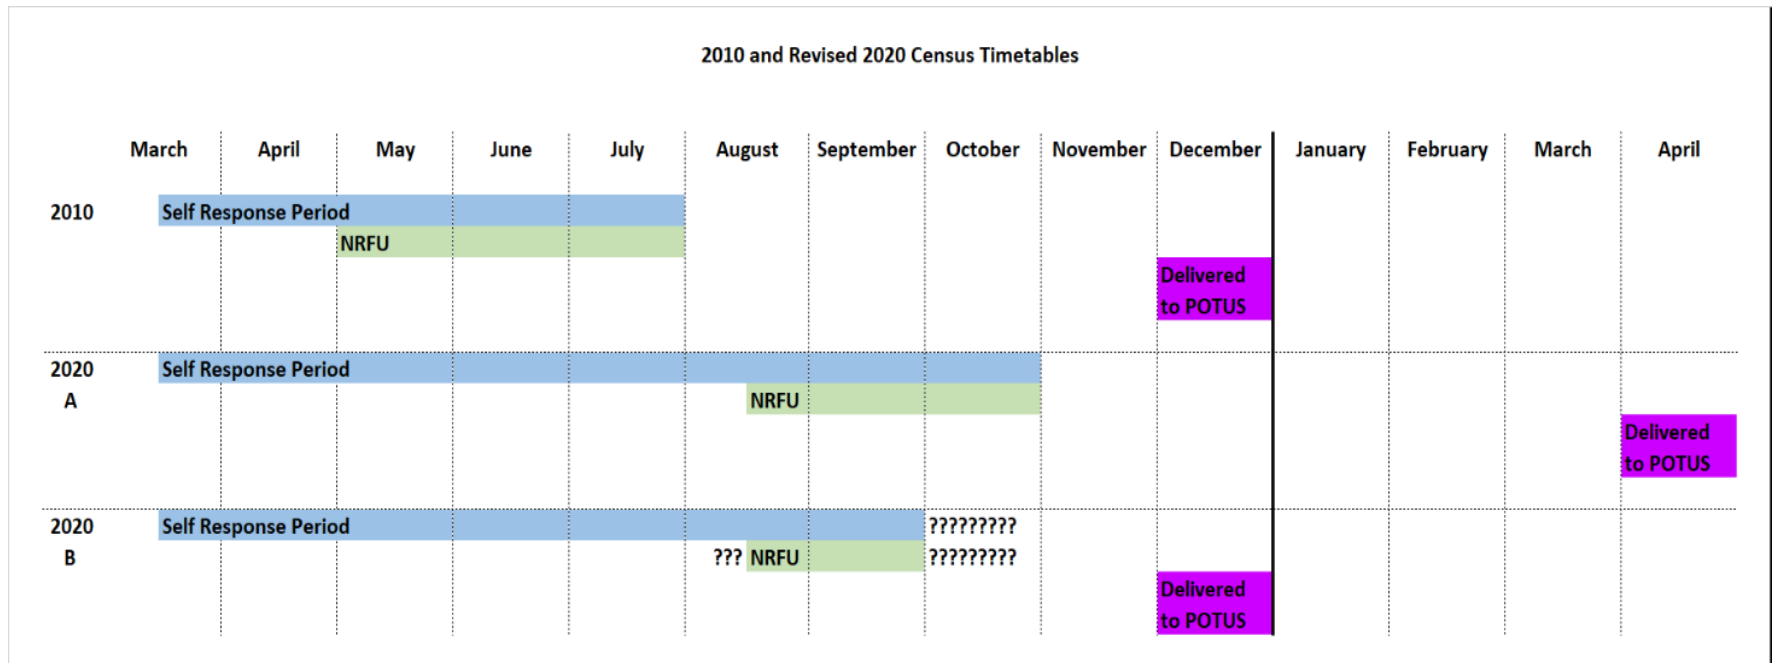 2010 and Revised 2020 Census Timetables
March April May June July August September October November December January February March April
2010 Self Response Period
NRFU
Delivered
to POTUS
2020 Self Response Period
A NRFU
Delivered
to POTUS
2020 Self Response Period ?????????
B ??? NRFU ?????????
Delivered
to POTUS